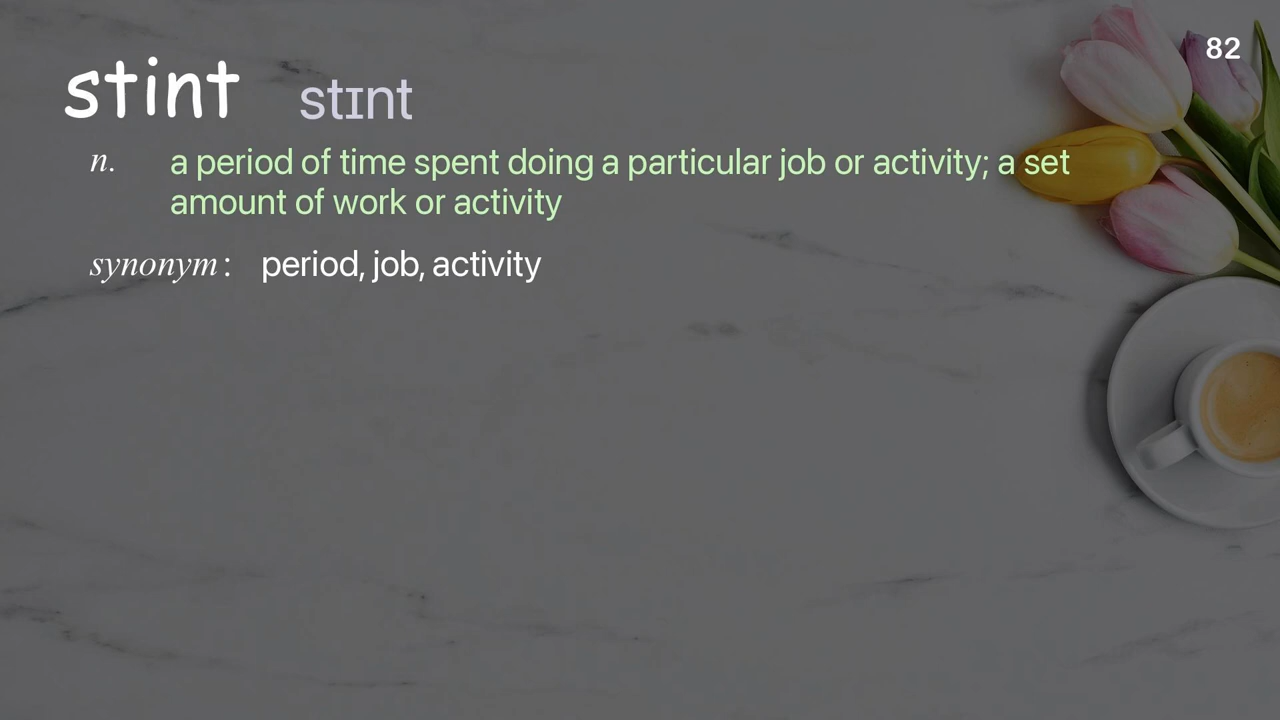 82
stint stɪnt
n. a period of time spent doing a particular job or activity; a set
amount of work or activity
synonym : period, job, activity